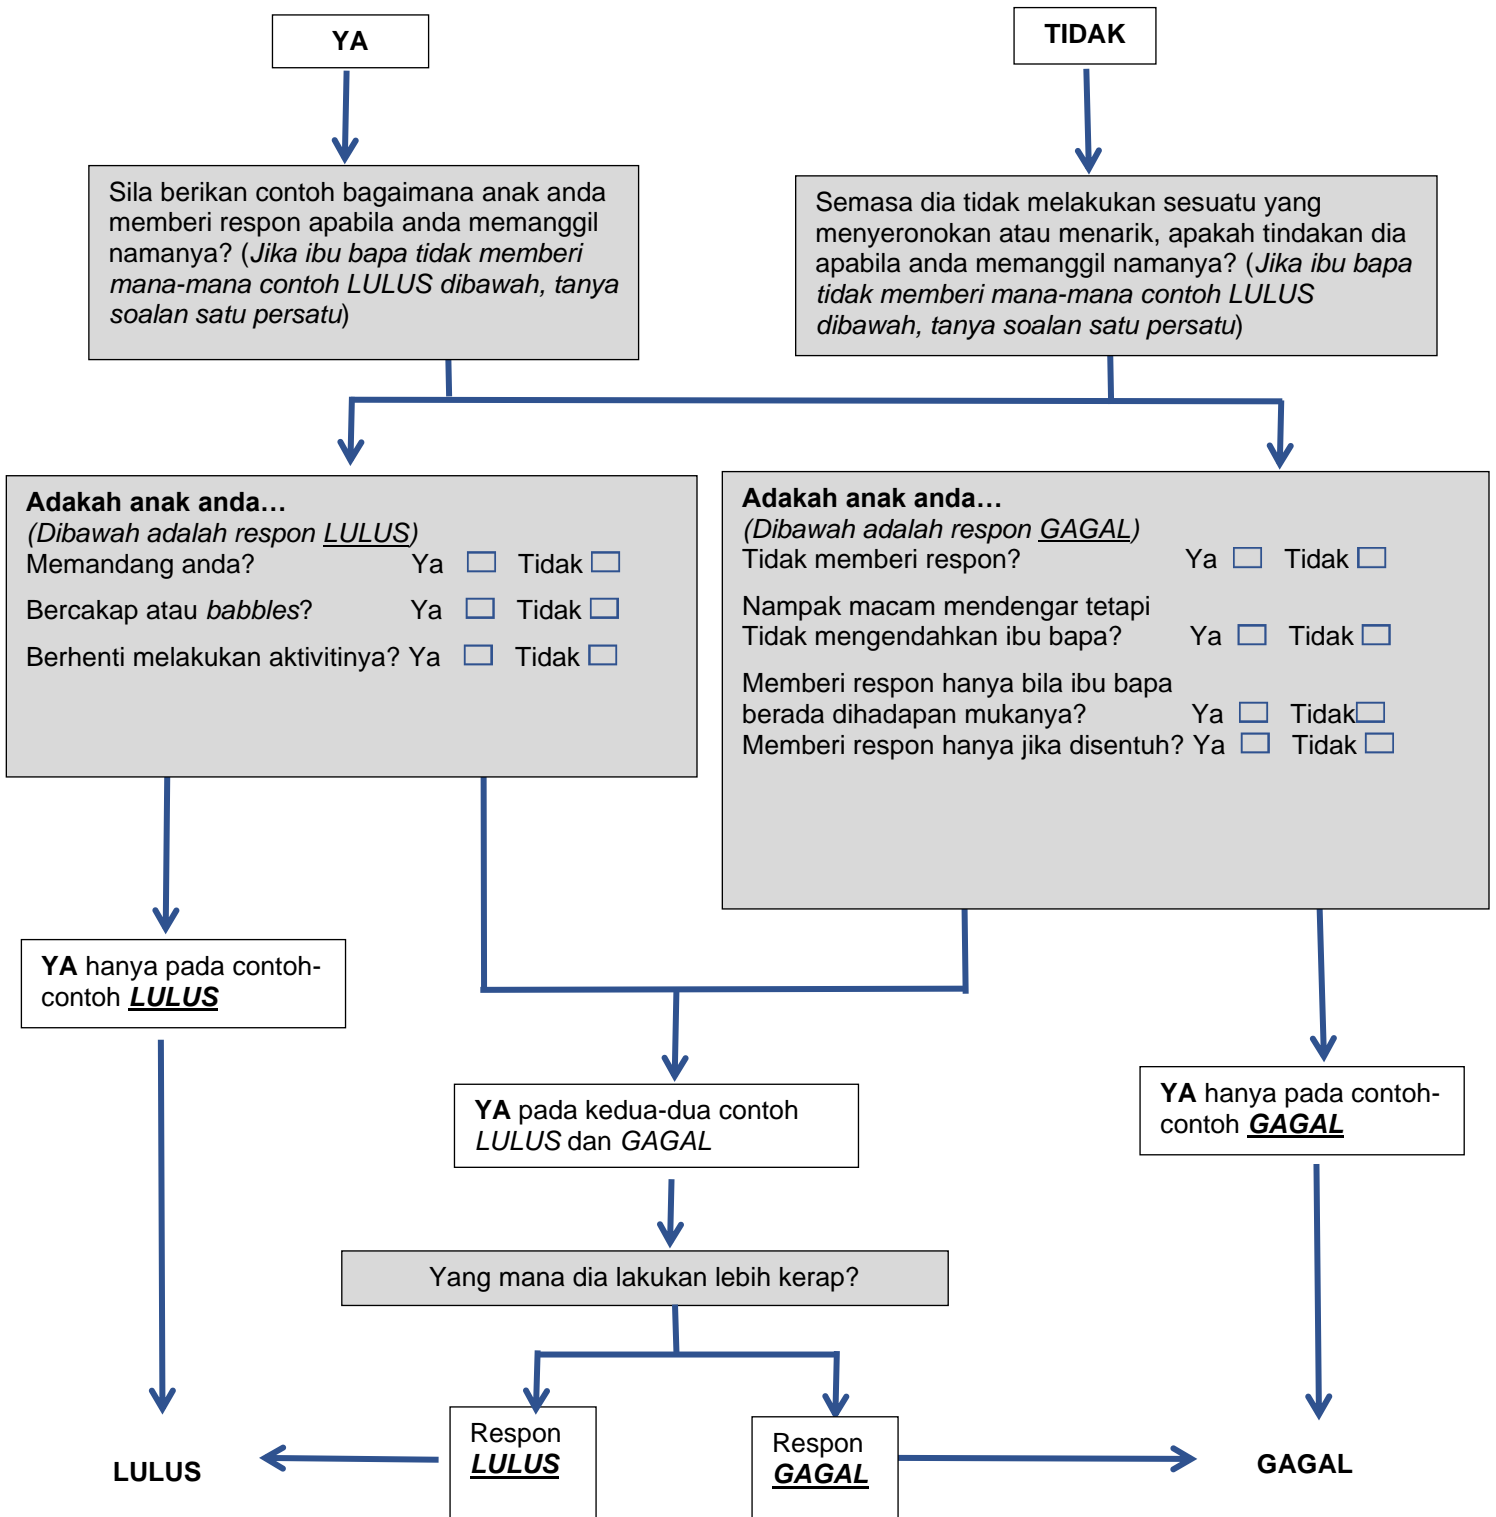 YA
TIDAK
Sila berikan contoh bagaimana anak anda
memberi respon apabila anda memanggil
namanya? (Jika ibu bapa tidak memberi
mana-mana contoh LULUS dibawah, tanya
soalan satu persatu)
Semasa dia tidak melakukan sesuatu yang
menyeronokan atau menarik, apakah tindakan dia
apabila anda memanggil namanya? (Jika ibu bapa
tidak memberi mana-mana contoh LULUS
dibawah, tanya soalan satu persatu)
Adakah anak anda…
(Dibawah adalah respon LULUS)
Memandang anda? Ya Tidak
Bercakap atau babbles? Ya Tidak
Berhenti melakukan aktivitinya? Ya Tidak
Adakah anak anda…
(Dibawah adalah respon GAGAL)
Tidak memberi respon? Ya Tidak
Nampak macam mendengar tetapi
Tidak mengendahkan ibu bapa? Ya Tidak
Memberi respon hanya bila ibu bapa
berada dihadapan mukanya? Ya Tidak
Memberi respon hanya jika disentuh? Ya Tidak
YA hanya pada contoh-
contoh LULUS
YA pada kedua-dua contoh
LULUS dan GAGAL
YA hanya pada contoh-
contoh GAGAL
Yang mana dia lakukan lebih kerap?
Respon
LULUS
Respon
GAGAL
LULUS
GAGAL